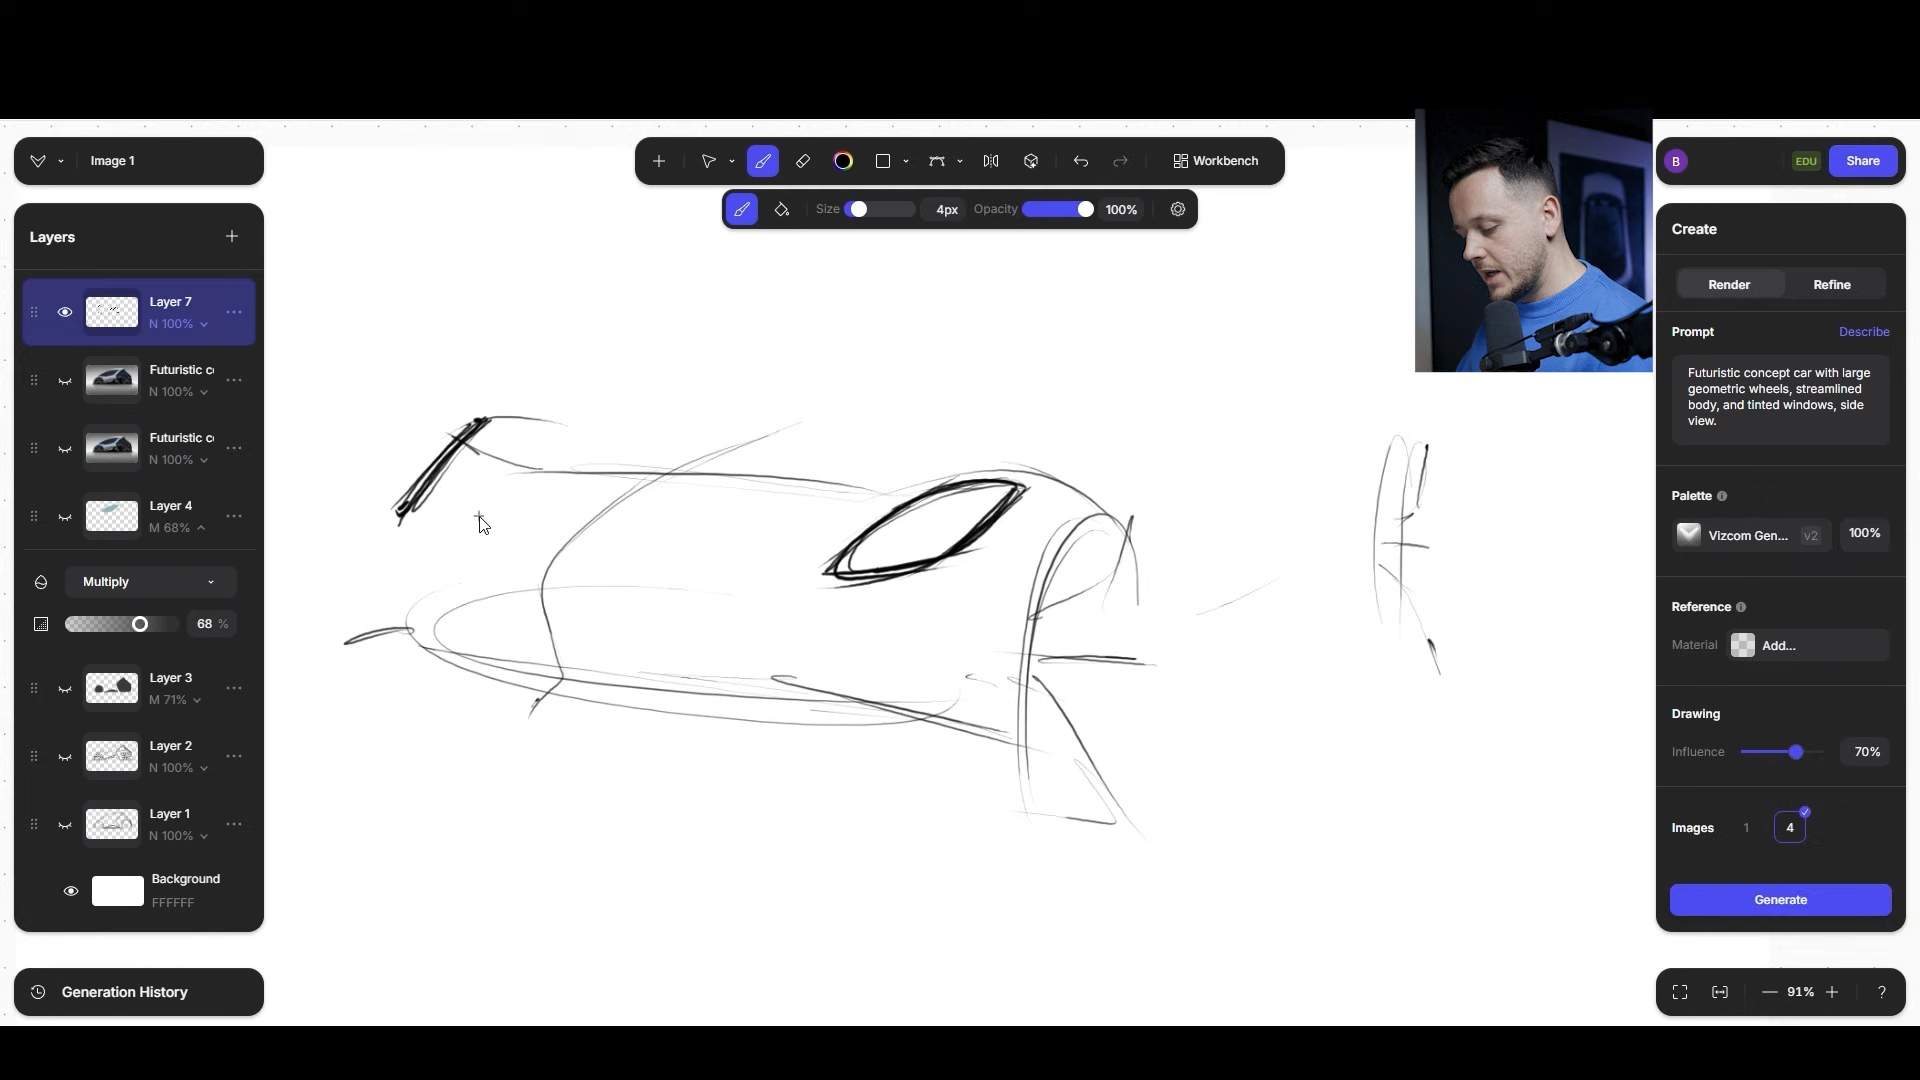 Image 1
Workbench
B
EDU
Share
Size
4px
Opacity
100%
Layers
Layer 7
N 100%
Futuristic c
N 100%
Futuristic c
N 100%
Layer 4
M 68%
Multiply
68 %
Layer 3
M 71%
Layer 2
N 100%
Layer 1
N 100%
Background
FFFFFF
Generation History
Create
Render
Refine
Prompt
Describe
Futuristic concept car with large
geometric wheels, streamlined
body, and tinted windows, side
view.
Palette
Vizcom Gen...
v2
100%
Reference
Material
Add...
Drawing
Influence
70%
Images
1
4
Generate
91%
?